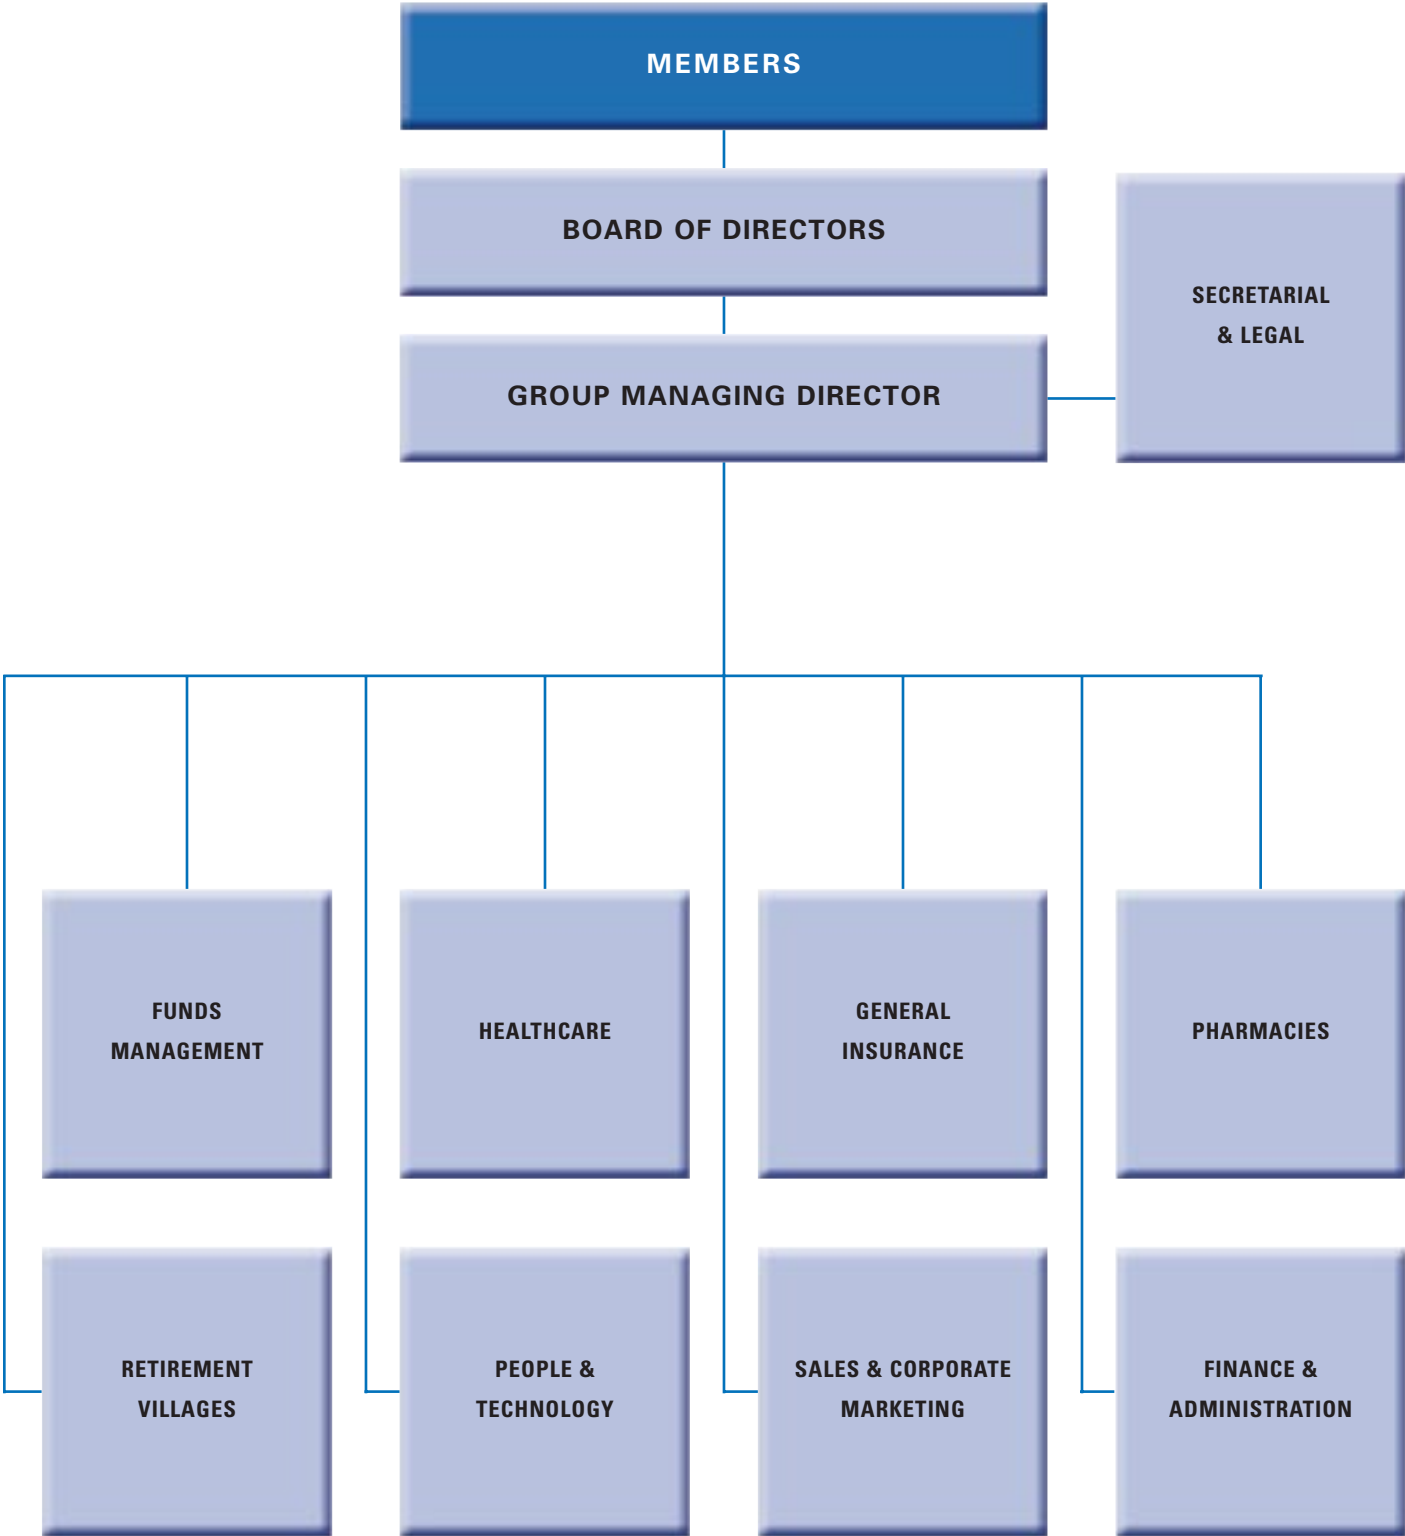 MEMBERS
BOARD OF DIRECTORS
SECRETARIAL
& LEGAL
GROUP MANAGING DIRECTOR
FUNDS
MANAGEMENT
HEALTHCARE
GENERAL
INSURANCE
PHARMACIES
RETIREMENT
VILLAGES
PEOPLE &
TECHNOLOGY
SALES & CORPORATE
MARKETING
FINANCE &
ADMINISTRATION